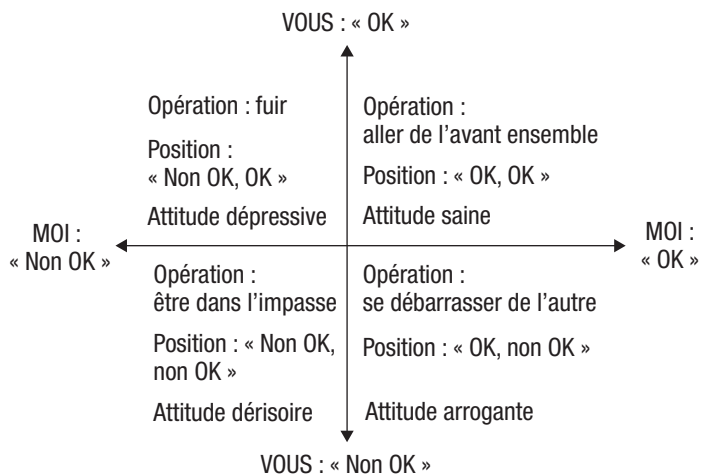 VOUS : « OK »
Opération : fuir
Position :
« Non OK, OK »
Attitude dépressive
Opération :
aller de l’avant ensemble
Position : « OK, OK »
Attitude saine
MOI :
« Non OK »
MOI :
« OK »
Opération :
être dans l’impasse
Position : « Non OK,
non OK »
Attitude dérisoire
Opération :
se débarrasser de l’autre
Position : « OK, non OK »
Attitude arrogante
VOUS : « Non OK »